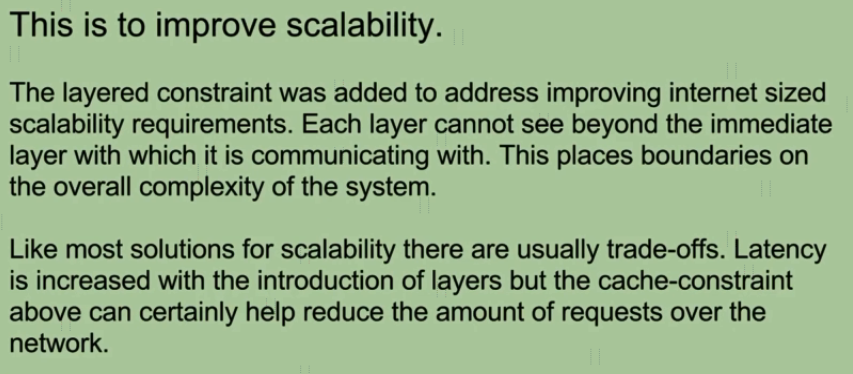 This is to improve scalability.
The layered constraint was added to address improving internet sized
scalability requirements. Each layer cannot see beyond the immediate
layer with which it is communicating with. This places boundaries on
the overall complexity of the system.
Like most solutions for scalability there are usually trade-offs. Latency
is increased with the introduction of layers but the cache-constraint
above can certainly help reduce the amount of requests over the
network.